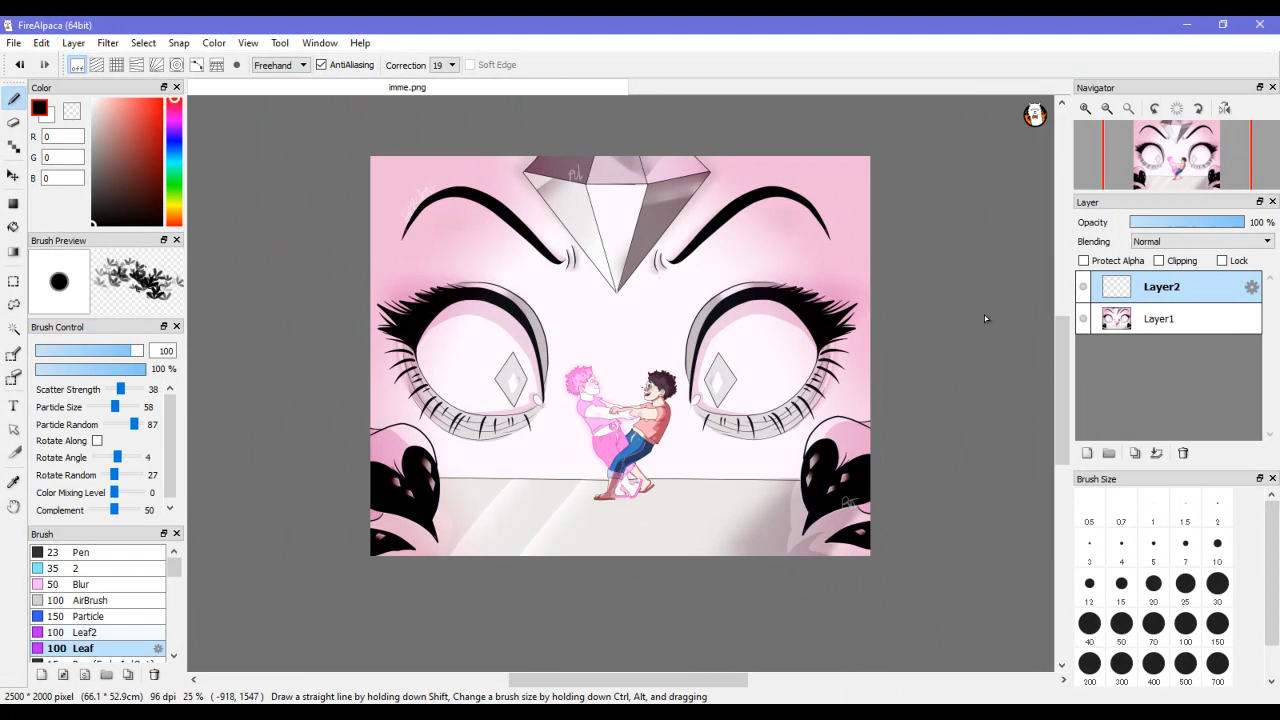 FireAlpaca (64bit)
File Edit Layer Filter Select Snap Color View Tool Window Help
off Freehand AntiAliasing Correction 19 Soft Edge
imme.png
Color
R 0
G 0
B 0
Brush Preview
Brush Control
100
100 %
Scatter Strength 38
Particle Size 58
Particle Random 87
Rotate Along
Rotate Angle 4
Rotate Random 27
Color Mixing Level 0
Complement 50
Brush
23 Pen
35 2
50 Blur
100 AirBrush
150 Particle
100 Leaf2
100 Leaf
Navigator
Layer
Opacity 100 %
Blending Normal
Protect Alpha Clipping Lock
Layer2
Layer1
Brush Size
0.5 0.7 1 1.5 2
3 4 5 7 10
12 15 20 25 30
40 50 70 100 150
200 300 400 500 700
2500 * 2000 pixel (66.1 * 52.9cm) 96 dpi 25 % ( -918, 1547 ) Draw a straight line by holding down Shift, Change a brush size by holding down Ctrl, Alt, and dragging